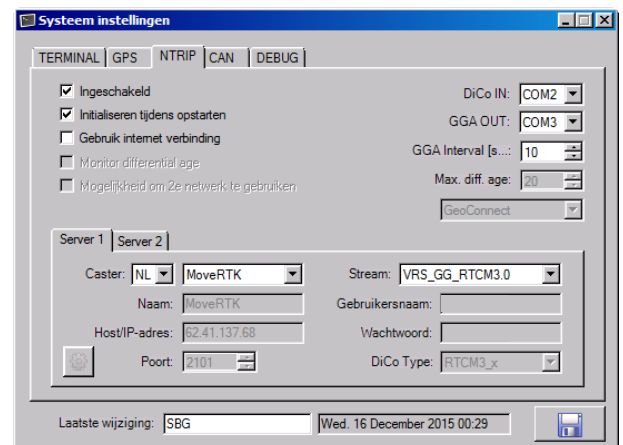 Systeem instellingen
TERMINAL GPS NTRIP CAN DEBUG
Ingeschakeld
DiCo IN: COM2
Initialiseren tijdens opstarten
GGA OUT: COM3
Gebruik internet verbinding
GGA Interval [s...: 10
Monitor differential age
Max. diff. age: 20
Mogelijkheid om 2e netwerk te gebruiken
GeoConnect
Server 1 Server 2
Caster: NL MoveRTK Stream: VRS_GG_RTCM3.0
Naam: MoveRTK Gebruikersnaam:
Host/IP-adres: 62.41.137.68 Wachtwoord:
Poort: 2101 DiCo Type: RTCM3_x
Laatste wijziging: SBG Wed. 16 December 2015 00:29